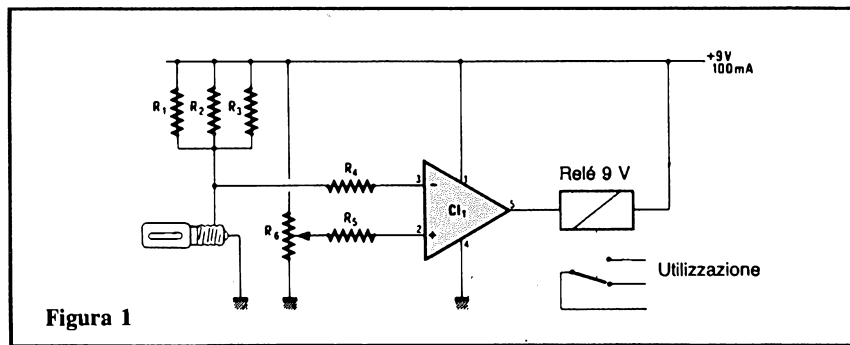 +9V
100mA
R1
R2
R3
R4
3
-
1
Relé 9 V
CI1
5
R6
R5
2
+
4
Utilizzazione
Figura 1